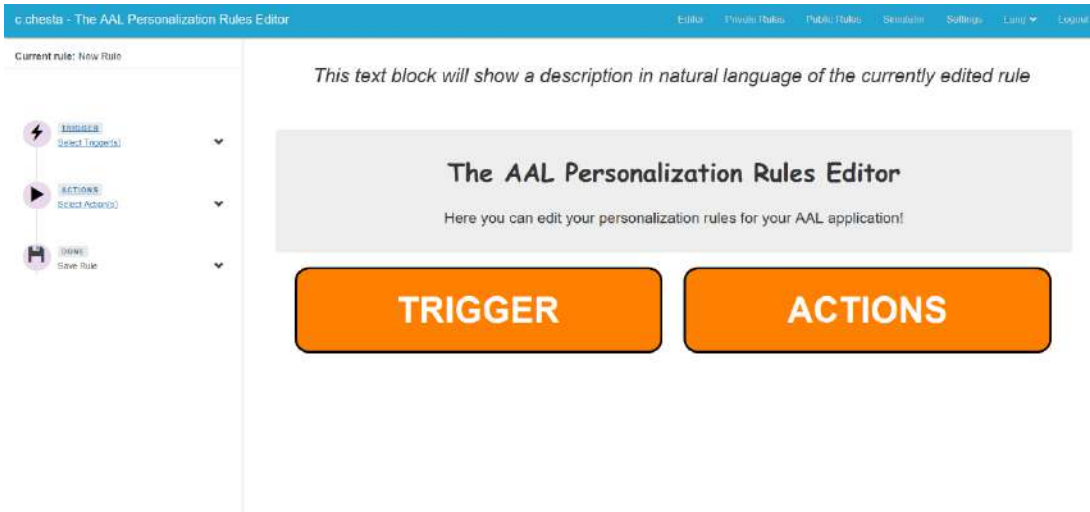 c.chesta - The AAL Personalization Rules Editor
Editor Private Rules Public Rules Simulator Settings Lang Logout
Current rule: New Rule
This text block will show a description in natural language of the currently edited rule
TRIGGER
Select Trigger(s)
ACTIONS
Select Action(s)
DONE
Save Rule
The AAL Personalization Rules Editor
Here you can edit your personalization rules for your AAL application!
TRIGGER ACTIONS